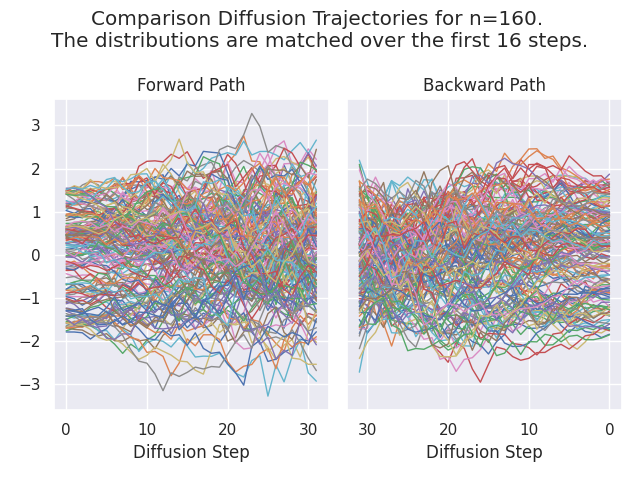 Comparison Diffusion Trajectories for n=160.
The distributions are matched over the first 16 steps.
Forward Path
Backward Path
3
2
1
0
−1
−2
−3
0 10 20 30
30 20 10 0
Diffusion Step
Diffusion Step